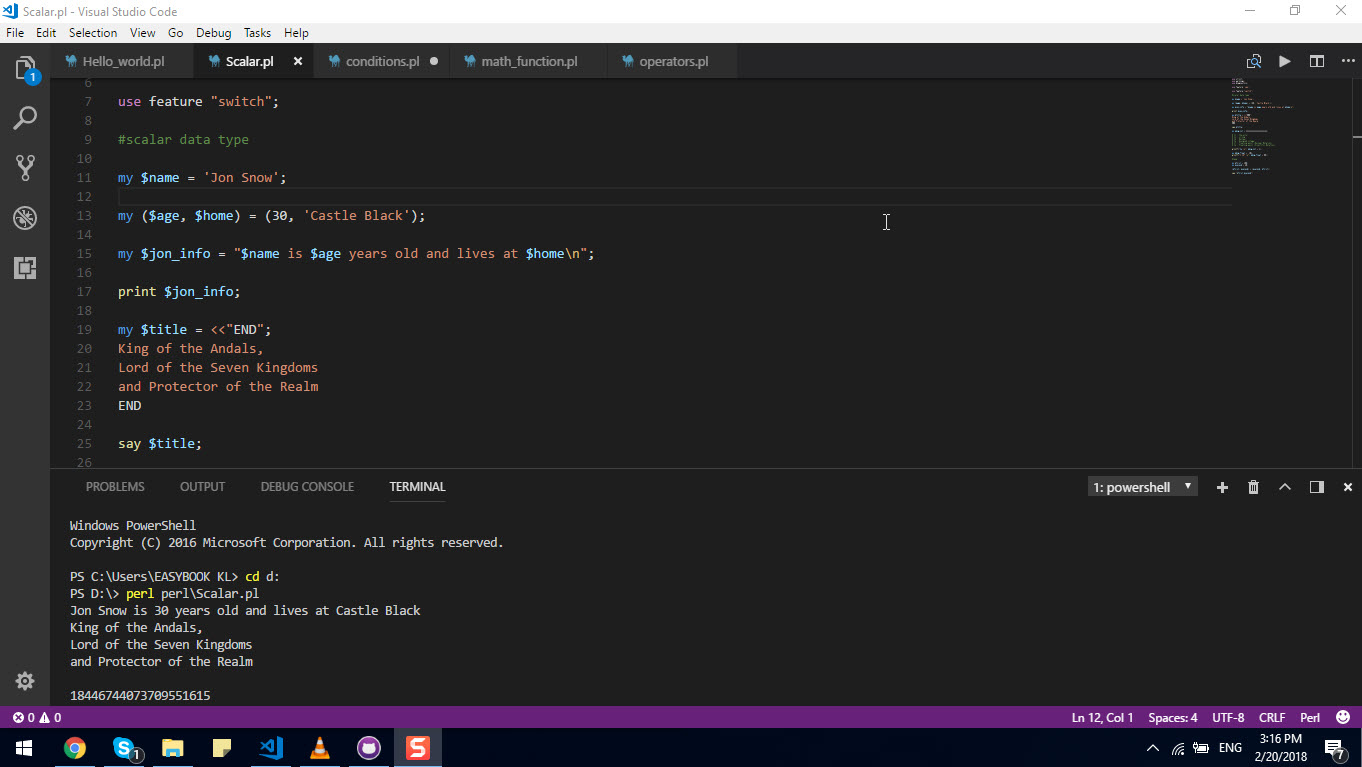 Scalar.pl - Visual Studio Code
File Edit Selection View Go Debug Tasks Help
1
Hello_world.pl Scalar.pl conditions.pl math_function.pl operators.pl
6
7 use feature "switch";
8
9 #scalar data type
10
11 my $name = 'Jon Snow';
12
13 my ($age, $home) = (30, 'Castle Black');
14
15 my $jon_info = "$name is $age years old and lives at $home\n";
16
17 print $jon_info;
18
19 my $title = <<"END";
20 King of the Andals,
21 Lord of the Seven Kingdoms
22 and Protector of the Realm
23 END
24
25 say $title;
26
PROBLEMS OUTPUT DEBUG CONSOLE TERMINAL 1: powershell
Windows PowerShell
Copyright (C) 2016 Microsoft Corporation. All rights reserved.
PS C:\Users\EASYBOOK KL> cd d:
PS D:\> perl perl\Scalar.pl
Jon Snow is 30 years old and lives at Castle Black
King of the Andals,
Lord of the Seven Kingdoms
and Protector of the Realm
18446744073709551615
0 0 Ln 12, Col 1 Spaces: 4 UTF-8 CRLF Perl
S 1 S ENG 3:16 PM
2/20/2018 7